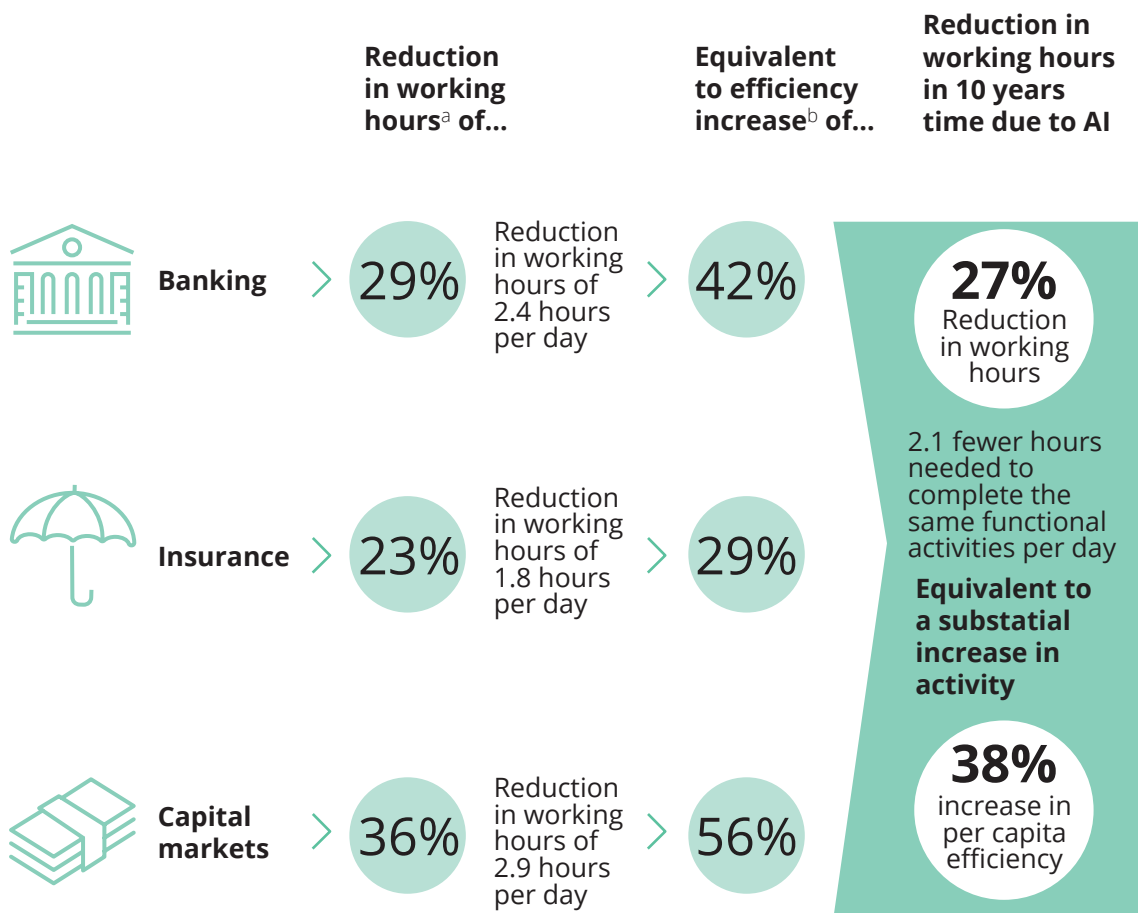 Reduction
in working
hoursa of...
Equivalent
to efficiency
increaseb of...
Reduction in
working hours
in 10 years
time due to AI
Banking
29%
Reduction
in working
hours of
2.4 hours
per day
42%
Insurance
23%
Reduction
in working
hours of
1.8 hours
per day
29%
Capital
markets
36%
Reduction
in working
hours of
2.9 hours
per day
56%
27%
Reduction
in working
hours
2.1 fewer hours
needed to
complete the
same functional
activities per day
Equivalent to
a substatial
increase in
activity
38%
increase in
per capita
efficiency